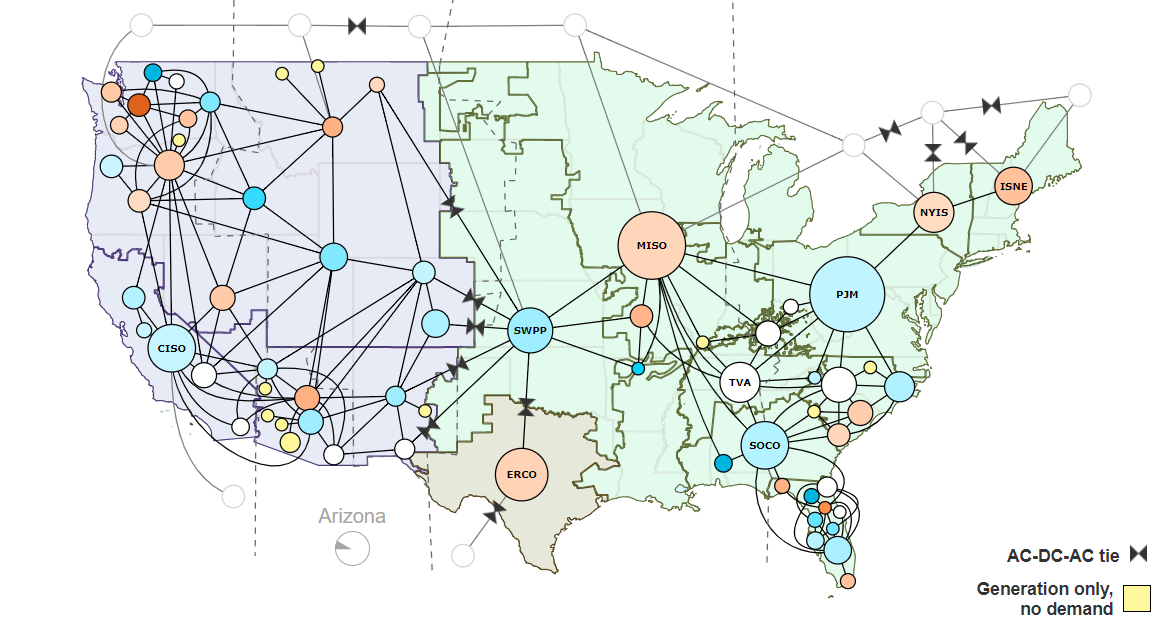 ISNE
NYIS
MISO
PJM
SWPP
CISO
TVA
SOCO
ERCO
Arizona
AC-DC-AC tie
Generation only,
no demand